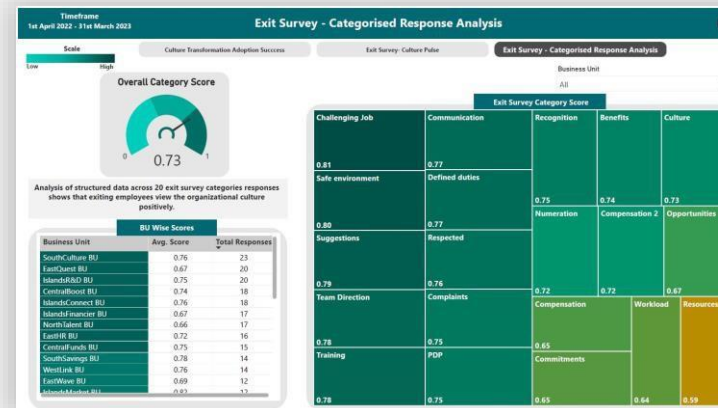 Timeframe
1st April 2022 - 31st March 2023
Exit Survey - Categorised Response Analysis
Scale
Low High
Culture Transformation Adoption Succcess
Exit Survey- Culture Pulse
Exit Survey - Categorised Response Analysis
Business Unit
All
Overall Category Score
0 0.73 1
Analysis of structured data across 20 exit survey categories responses
shows that exiting employees view the organizational culture
positively.
BU Wise Scores
Business Unit Avg. Score Total Responses
SouthCulture BU 0.76 23
EastQuest BU 0.67 20
IslandsR&D BU 0.75 20
CentralBoost BU 0.74 18
IslandsConnect BU 0.76 18
IslandsFinancier BU 0.67 17
NorthTalent BU 0.66 17
EastHR BU 0.72 16
CentralFunds BU 0.75 15
SouthSavings BU 0.78 14
WestLink BU 0.76 14
EastWave BU 0.69 12
IslandsMarket BU 0.82 12
Exit Survey Category Score
Challenging Job
0.81
Safe environment
0.80
Suggestions
0.79
Team Direction
0.78
Training
0.78
Communication
0.77
Defined duties
0.77
Respected
0.76
Complaints
0.75
PDP
0.75
Recognition
0.75
Benefits
0.74
Culture
0.73
Numeration
0.72
Compensation 2
0.72
Opportunities
0.67
Compensation
0.65
Commitments
0.65
Workload
0.64
Resources
0.59